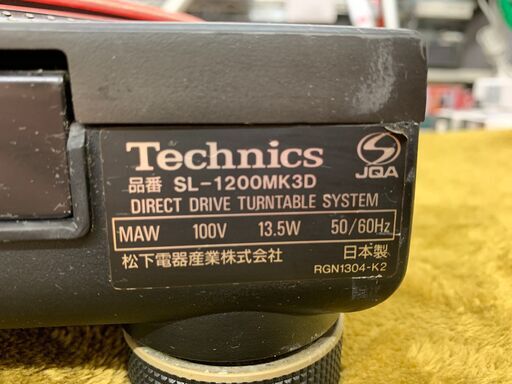 Technics
JQA
品番 SL-1200MK3D
DIRECT DRIVE TURNTABLE SYSTEM
MAW 100V 13.5W 50/60Hz
松下電器産業株式会社 日本製
RGN1304-K2